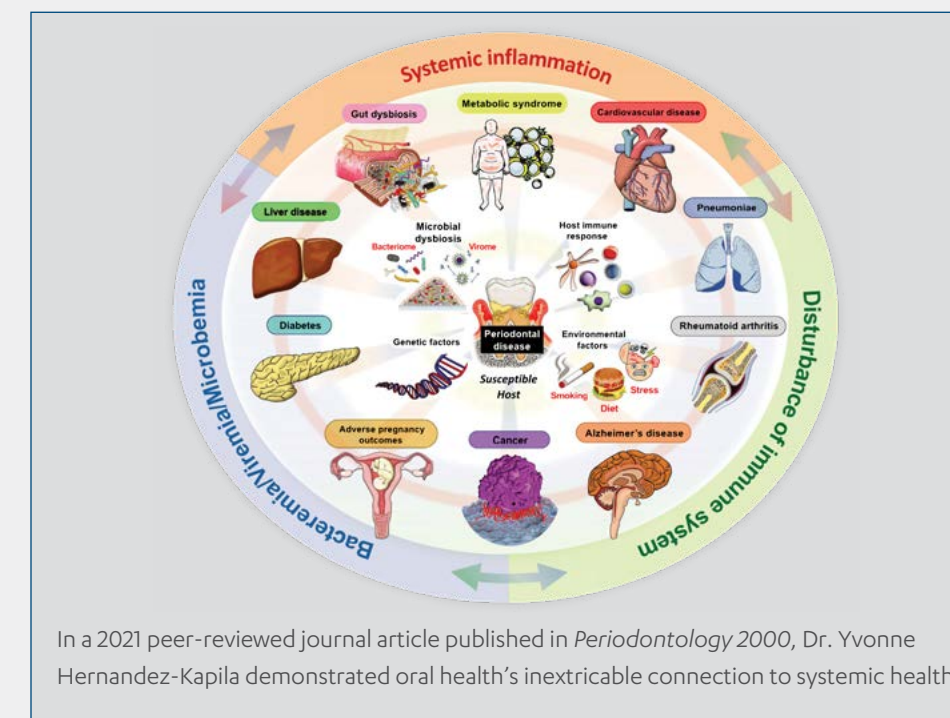 Systemic inflammation
Metabolic syndrome
Gut dysbiosis
Cardiovascular disease
Liver disease
Pneumoniae
Microbial
dysbiosis
Bacteriome
Virome
Host immune
response
Diabetes
Rheumatoid arthritis
Genetic factors
Periodontal
disease
Environmental
factors
Susceptible
Host
Smoking
Diet
Stress
Adverse pregnancy
outcomes
Cancer
Alzheimer's disease
Bacteremia/Viremia/Microbemia
Disturbance of immune system
In a 2021 peer-reviewed journal article published in Periodontology 2000, Dr. Yvonne
Hernandez-Kapila demonstrated oral health's inextricable connection to systemic health